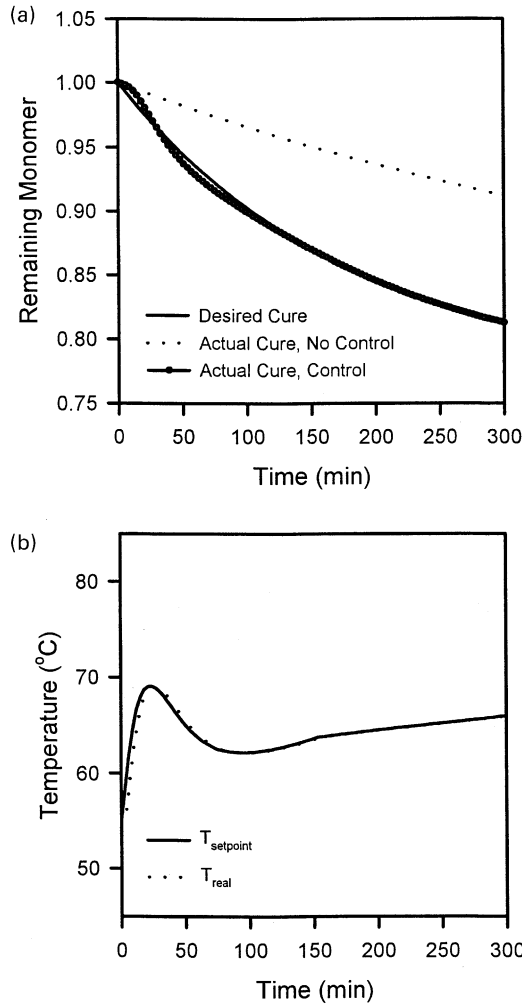 (a)
1.05
1.00
0.95
0.90
0.85
0.80
0.75
Remaining Monomer
Desired Cure
Actual Cure, No Control
Actual Cure, Control
0 50 100 150 200 250 300
Time (min)
(b)
80
70
60
50
Temperature (°C)
Tsetpoint
Treal
0 50 100 150 200 250 300
Time (min)